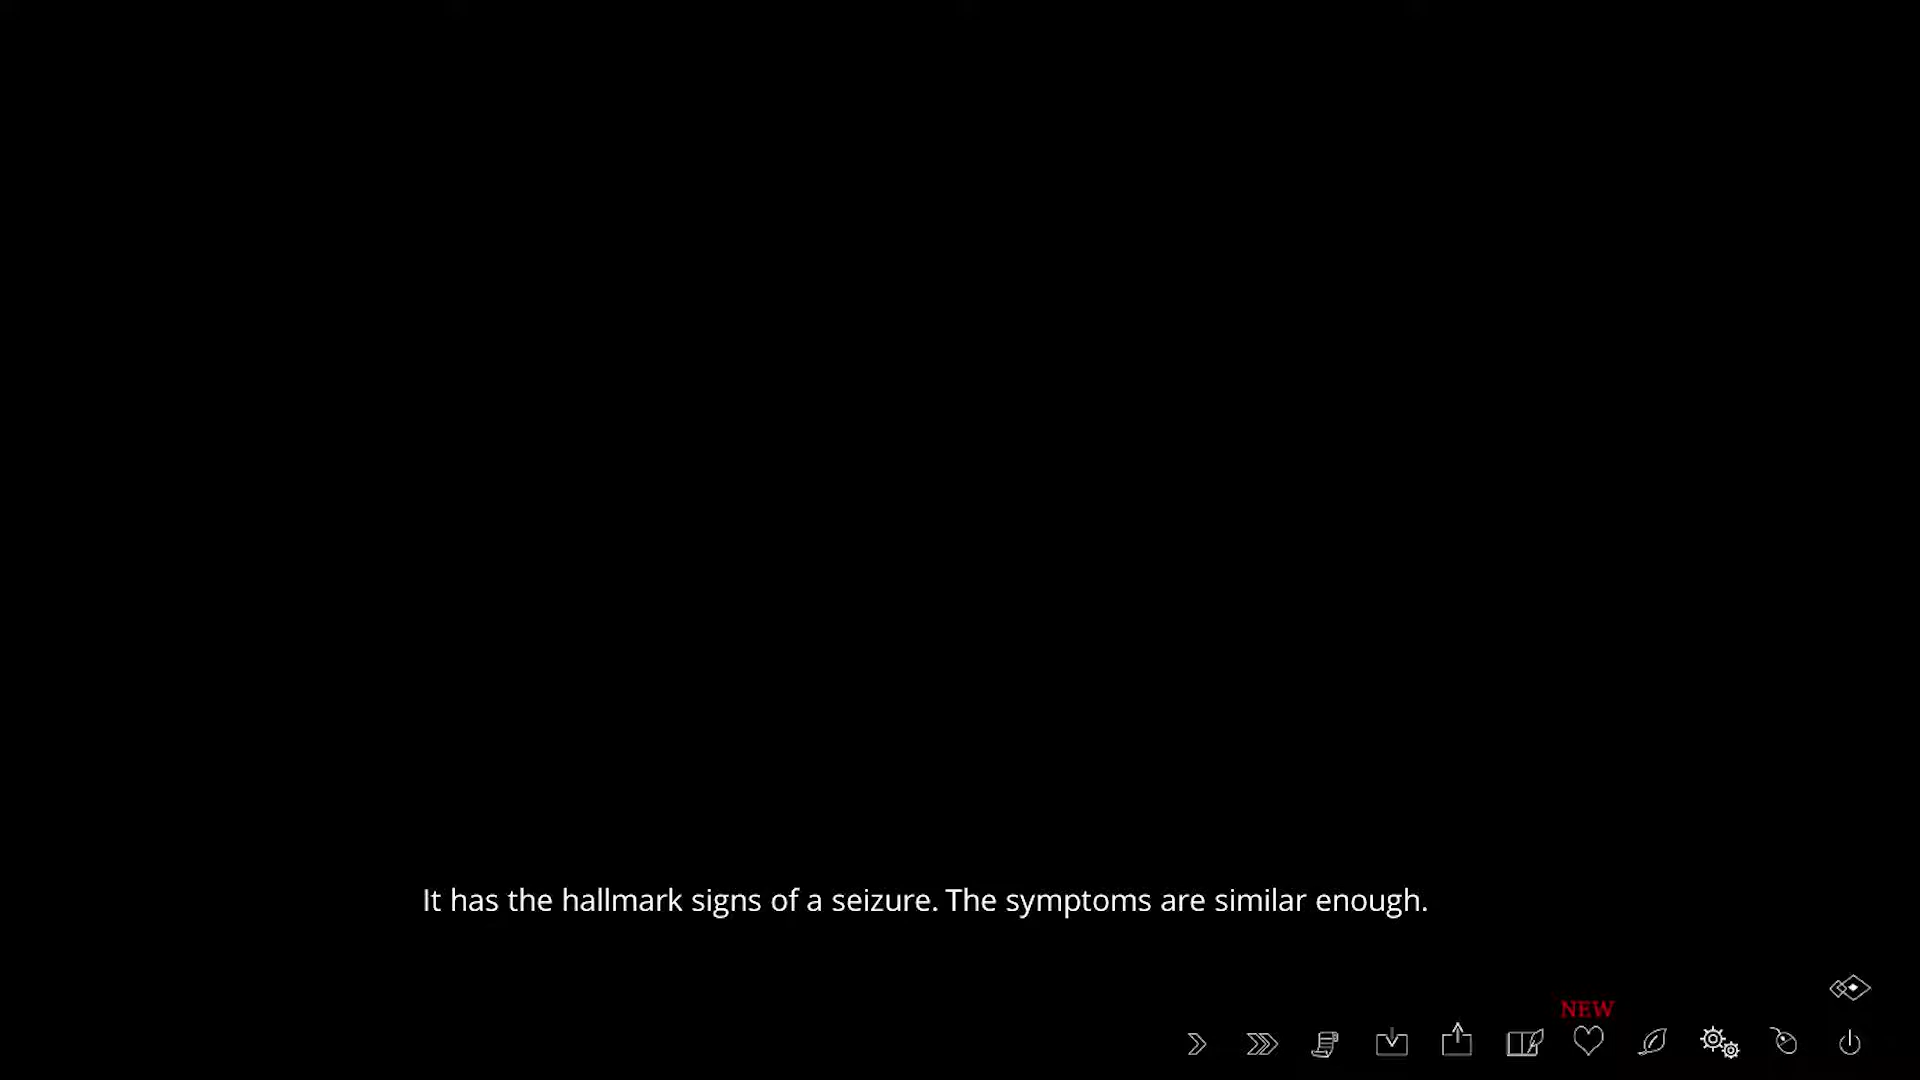 It has the hallmark signs of a seizure. The symptoms are similar enough.
NEW